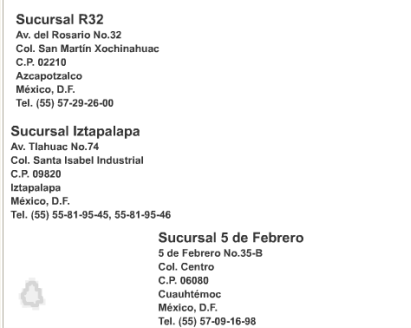 Sucursal R32
Av. del Rosario No.32
Col. San Martín Xochinahuac
C.P. 02210
Azcapotzalco
México, D.F.
Tel. (55) 57-29-26-00
Sucursal Iztapalapa
Av. Tlahuac No.74
Col. Santa Isabel Industrial
C.P. 09820
Iztapalapa
México, D.F.
Tel. (55) 55-81-95-45, 55-81-95-46
Sucursal 5 de Febrero
5 de Febrero No.35-B
Col. Centro
C.P. 06080
Cuauhtémoc
México, D.F.
Tel. (55) 57-09-16-98